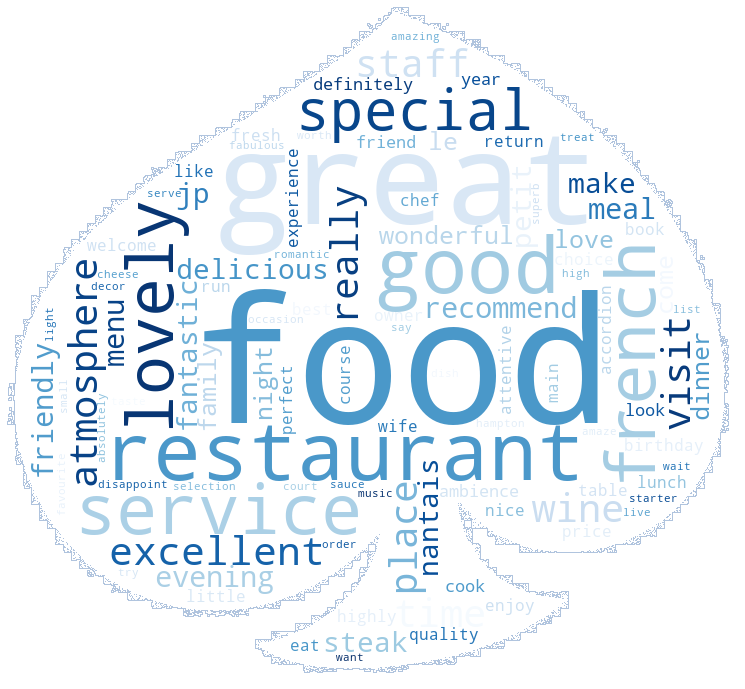 amazing
staff
definitely
year
special
fresh
worth
fabulous
friend
le
return
treat
great
like
jp
serve
experience
chef
petit
superb
make
meal
lovely
really
wonderful
love
book
welcome
romantic
choice
high
come
cheese
decor
delicious
good
run
atmosphere
menu
fantastic
best
owner
recommend
french
accordion
list
occasion
say
light
food
visit
dinner
friendly
small
absolutely
family
night
perfect
course
attentive
main
dish
look
wife
hampton
amaze
restaurant
birthday
wait
favourite
disappoint
selection
court
sauce
music
nantais
place
ambience
table
lunch
starter
live
service
nice
wine
price
excellent
order
try
evening
little
cook
highly
time
enjoy
eat
steak
quality
want